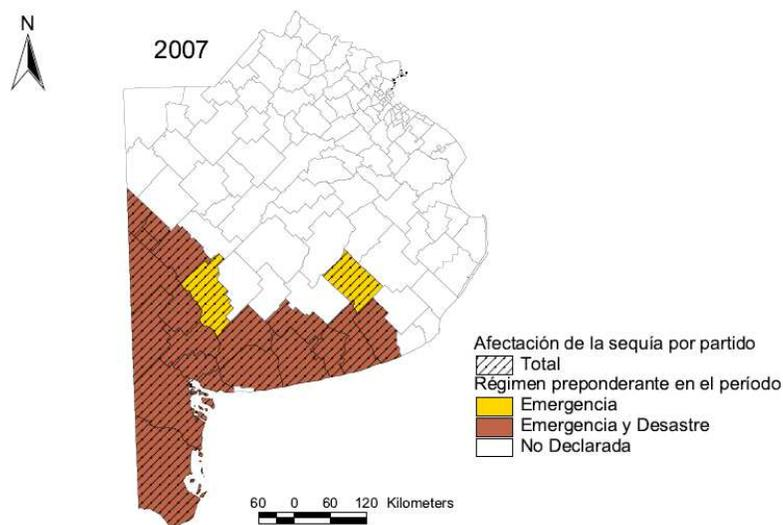 N
2007
Afectación de la sequía por partido
Total
Régimen preponderante en el período
Emergencia
Emergencia y Desastre
No Declarada
60 0 60 120 Kilometers